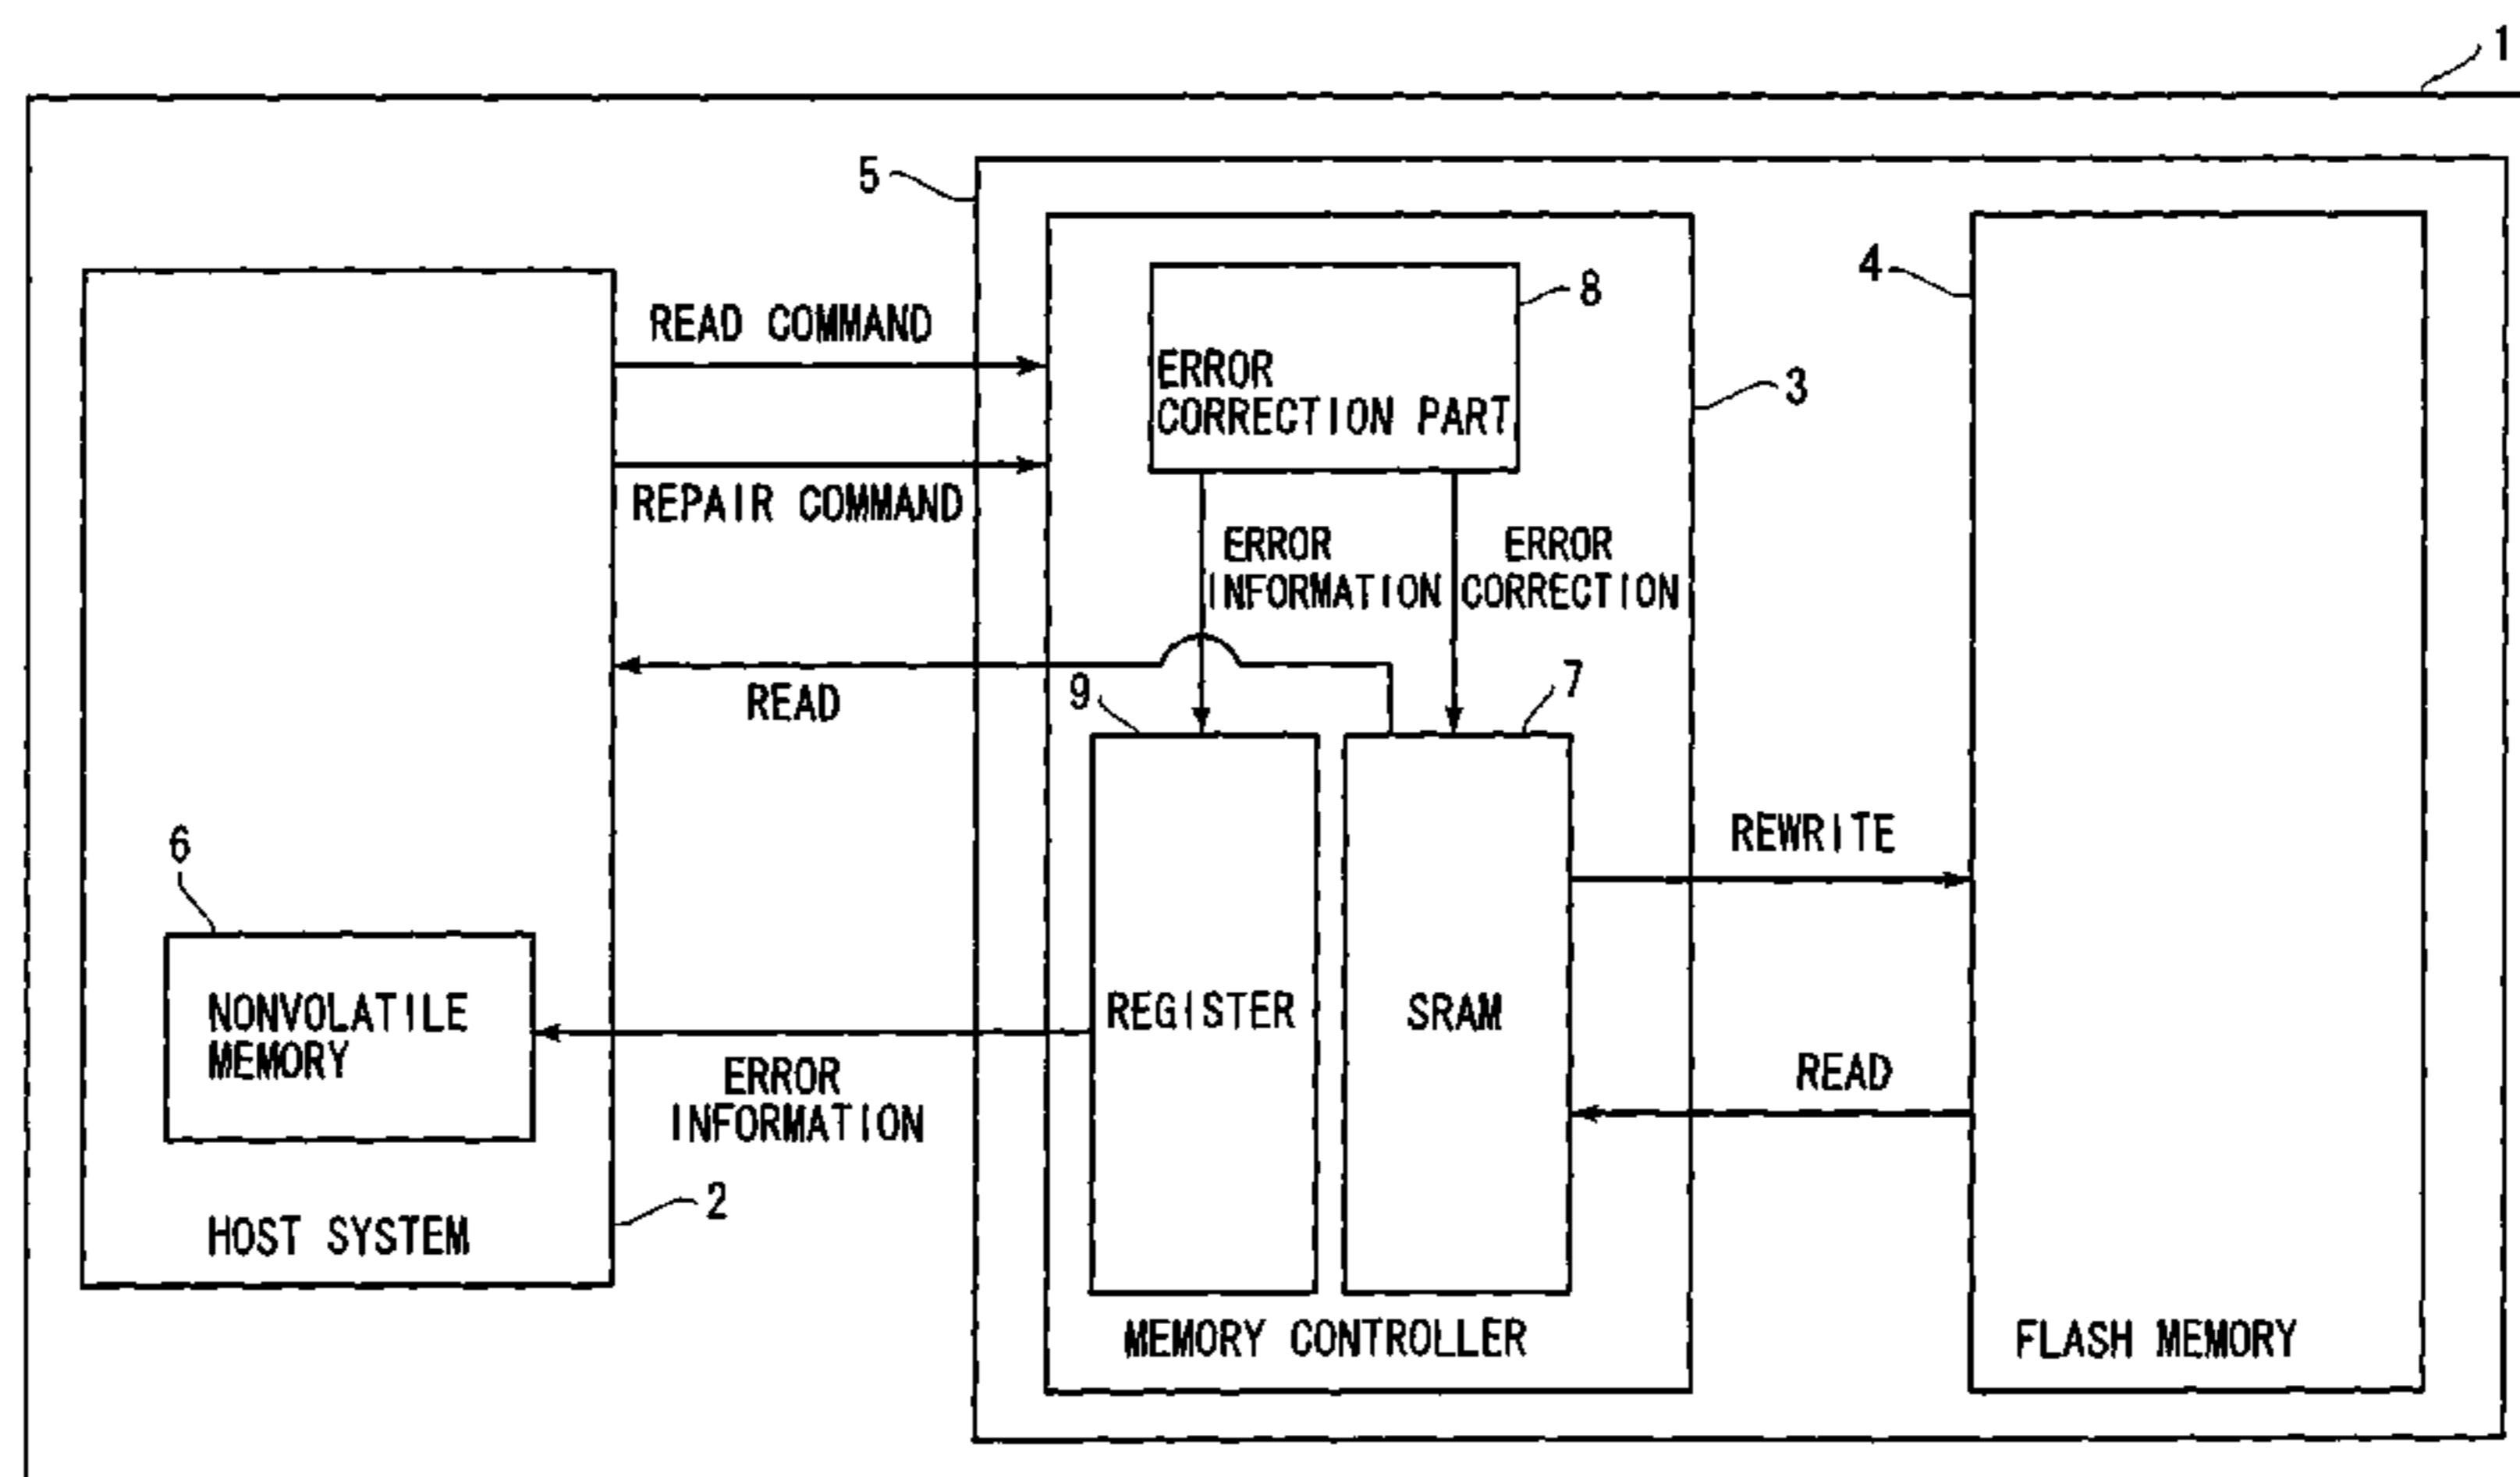 1
5
8
4
READ COMMAND
ERROR
CORRECTION PART
3
REPAIR COMMAND
ERROR
INFORMATION
ERROR
CORRECTION
READ
9
7
6
REWRITE
NONVOLATILE
MEMORY
REGISTER
SRAM
ERROR
INFORMATION
READ
2
HOST SYSTEM
MEMORY CONTROLLER
FLASH MEMORY